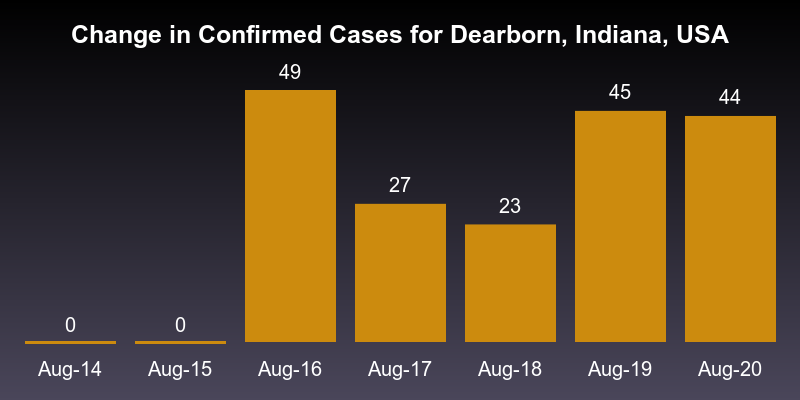 Change in Confirmed Cases for Dearborn, Indiana, USA
0 0 49 27 23 45 44
Aug-14 Aug-15 Aug-16 Aug-17 Aug-18 Aug-19 Aug-20